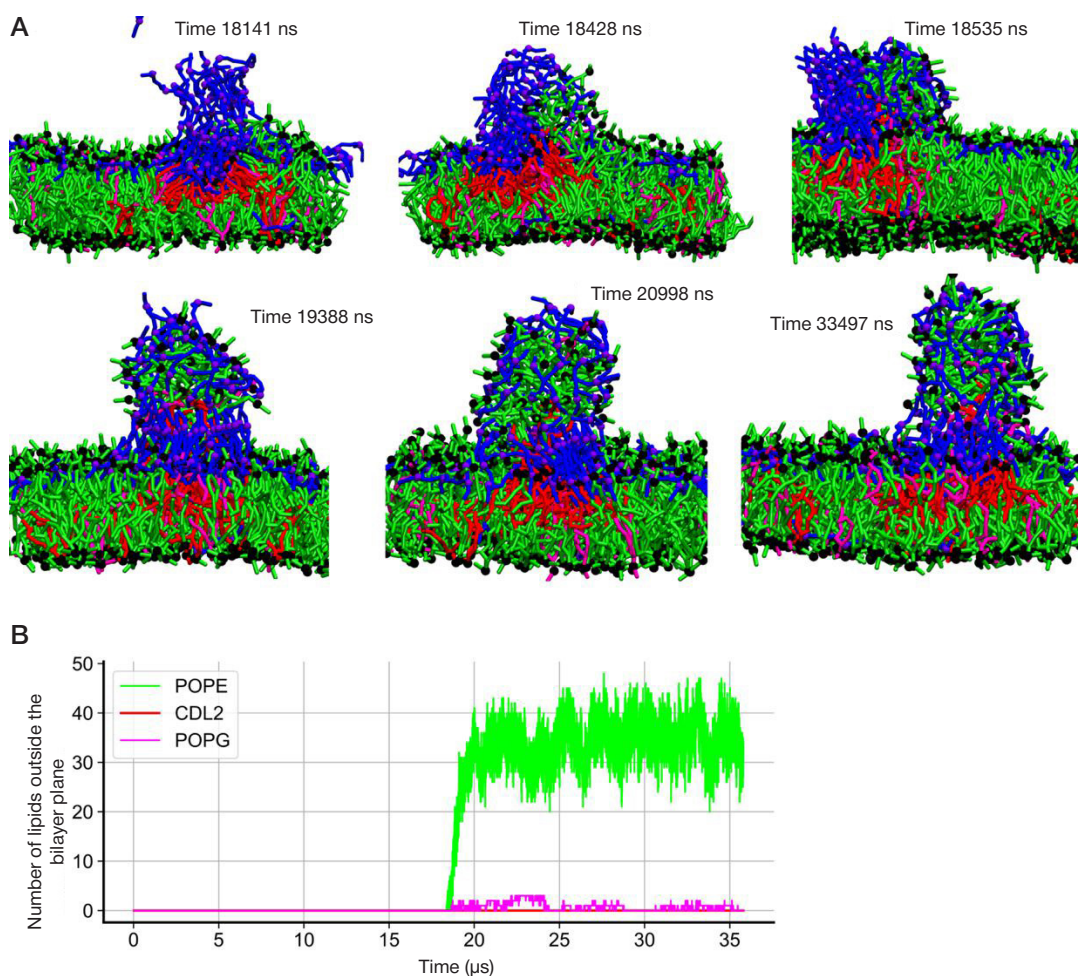 A
Time 18141 ns
Time 18428 ns
Time 18535 ns
Time 19388 ns
Time 20998 ns
Time 33497 ns
B
Number of lipids outside the
bilayer plane
50
40
30
20
10
0
POPE
CDL2
POPG
0 5 10 15 20 25 30 35
Time (µs)